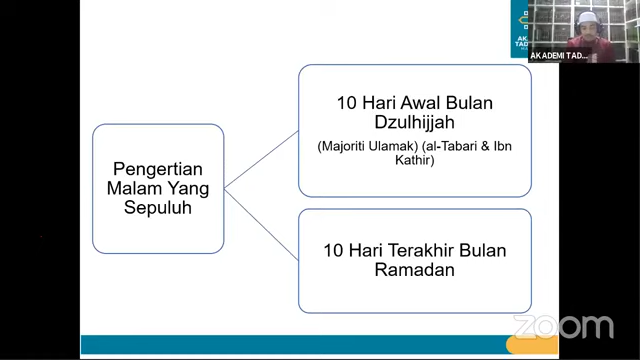 AKADEMI TAD...
10 Hari Awal Bulan
Dzulhijjah
(Majoriti Ulamak) (al-Tabari & Ibn
Kathir)
Pengertian
Malam Yang
Sepuluh
10 Hari Terakhir Bulan
Ramadan
zoom